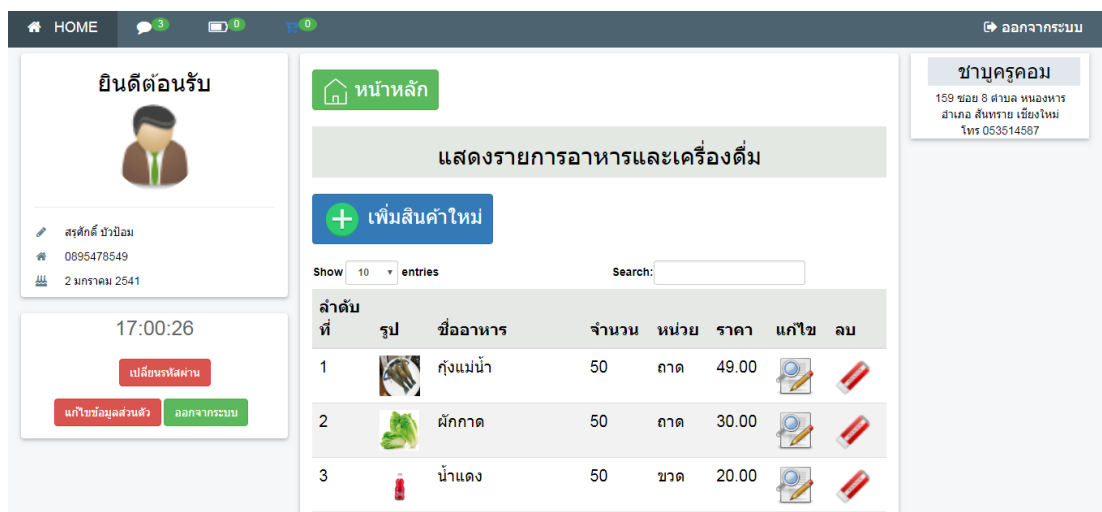 HOME 3 0 0 ออกจากระบบ
ยินดีต้อนรับ
สรุศักดิ์ บัวป้อม
0895478549
2 มกราคม 2541
17:00:26
เปลี่ยนรหัสผ่าน
แก้ไขข้อมูลส่วนตัว ออกจากระบบ
หน้าหลัก
แสดงรายการอาหารและเครื่องดื่ม
เพิ่มสินค้าใหม่
Show 10 entries Search:
ลำดับ
ที่ รูป ชื่ออาหาร จำนวน หน่วย ราคา แก้ไข ลบ
1 กุ้งแม่น้ำ 50 ถาด 49.00
2 ผักกาด 50 ถาด 30.00
3 น้ำแดง 50 ขวด 20.00
ชาบูครูคอม
159 ซอย 8 ตำบล หนองหาร
อำเภอ สันทราย เชียงใหม่
โทร 053514587